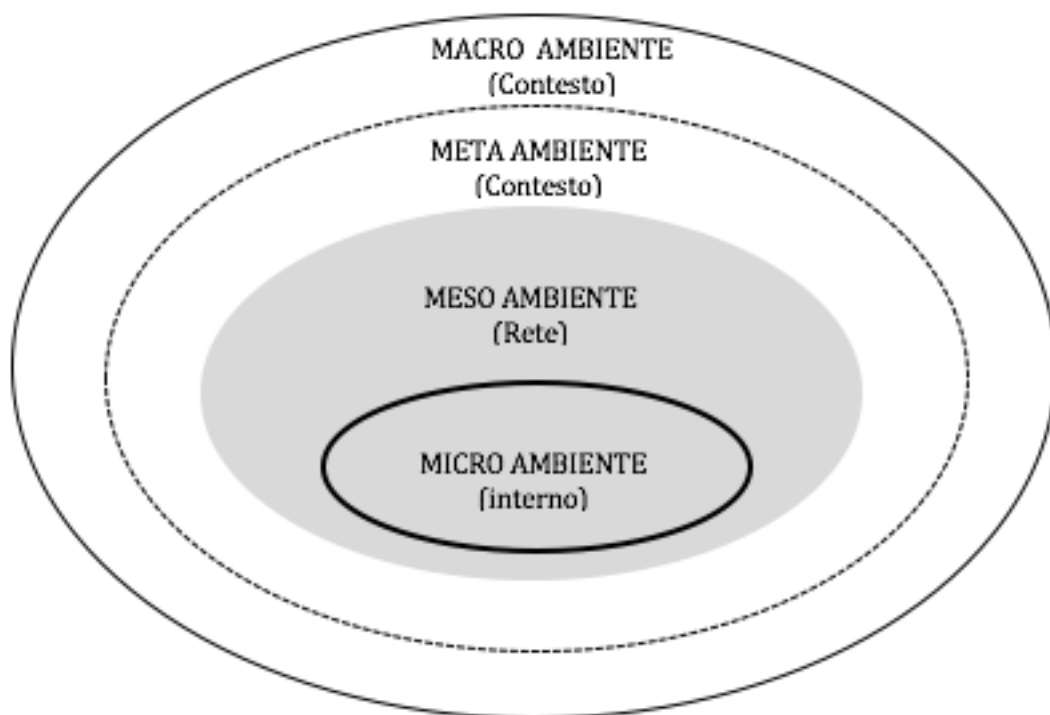 MACRO AMBIENTE
(Contesto)
META AMBIENTE
(Contesto)
MESO AMBIENTE
(Rete)
MICRO AMBIENTE
(interno)